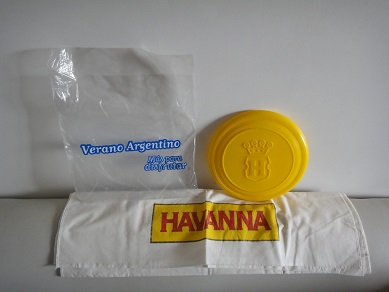 Verano Argentino
Más para
disfrutar
HAVANNA